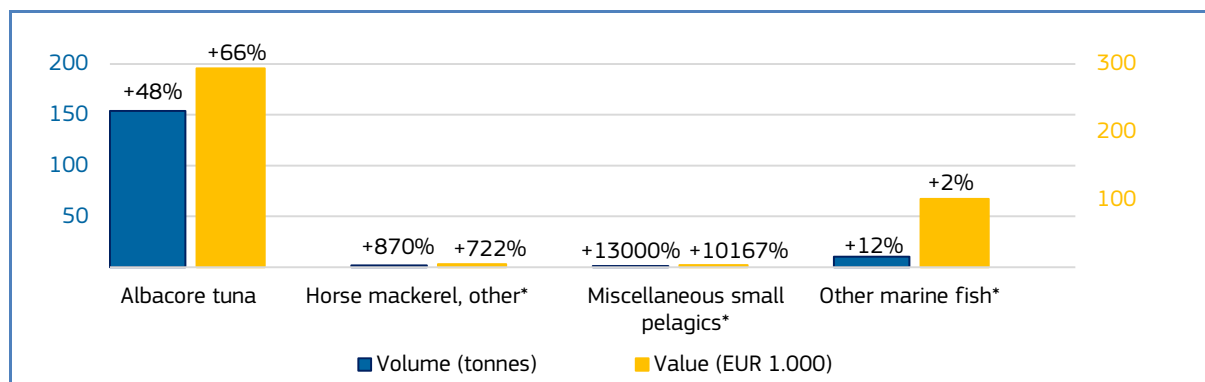 +66%
200
300
+48%
150
200
100
+2%
100
50
+870%
+722%
+13000%
+10167%
+12%
Albacore tuna
Horse mackerel, other*
Miscellaneous small
pelagics*
Other marine fish*
Volume (tonnes)
Value (EUR 1.000)